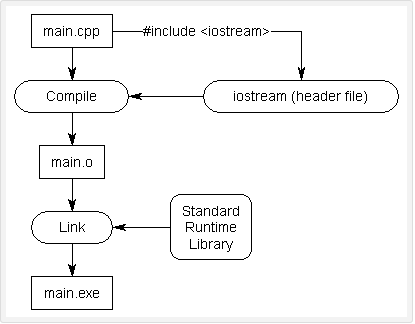 main.cpp
#include <iostream>
Compile
iostream (header file)
main.o
Link
Standard
Runtime
Library
main.exe